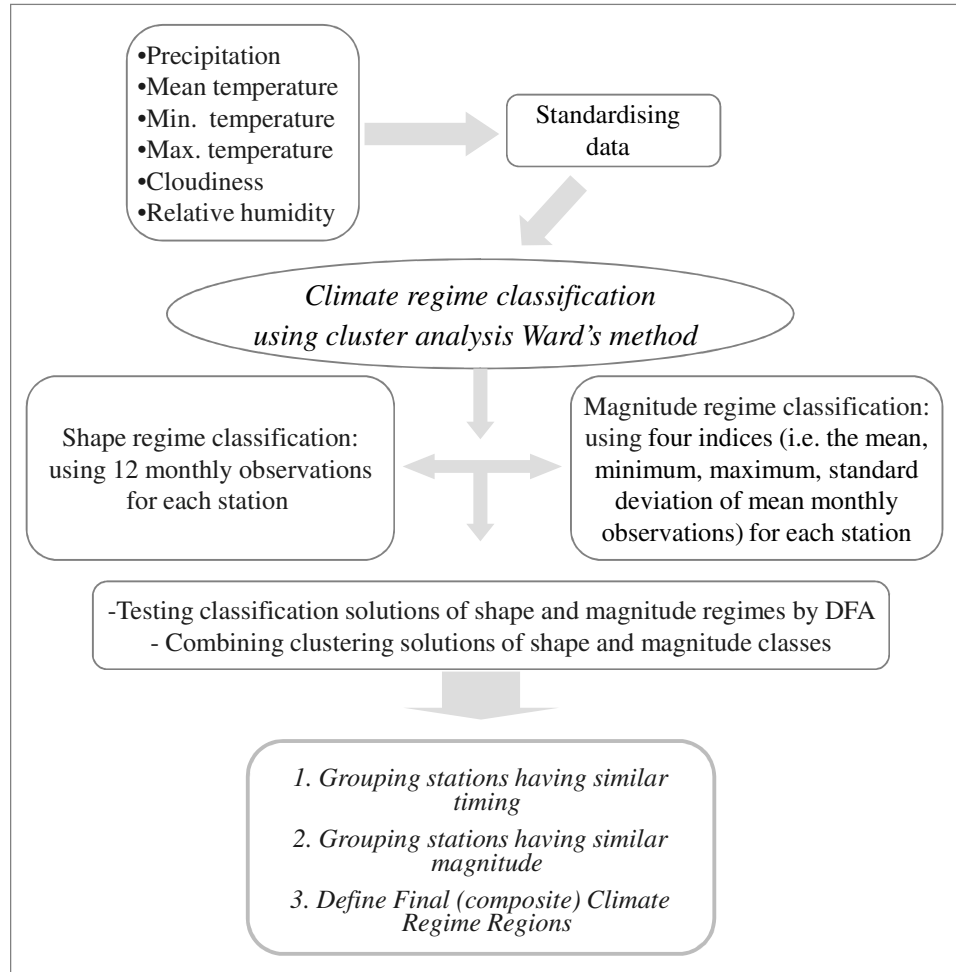 •Precipitation
•Mean temperature
•Min. temperature
•Max. temperature
•Cloudiness
•Relative humidity
Standardising
data
Climate regime classification
using cluster analysis Ward's method
Shape regime classification:
using 12 monthly observations
for each station
Magnitude regime classification:
using four indices (i.e. the mean,
minimum, maximum, standard
deviation of mean monthly
observations) for each station
-Testing classification solutions of shape and magnitude regimes by DFA
- Combining clustering solutions of shape and magnitude classes
1. Grouping stations having similar
timing
2. Grouping stations having similar
magnitude
3. Define Final (composite) Climate
Regime Regions